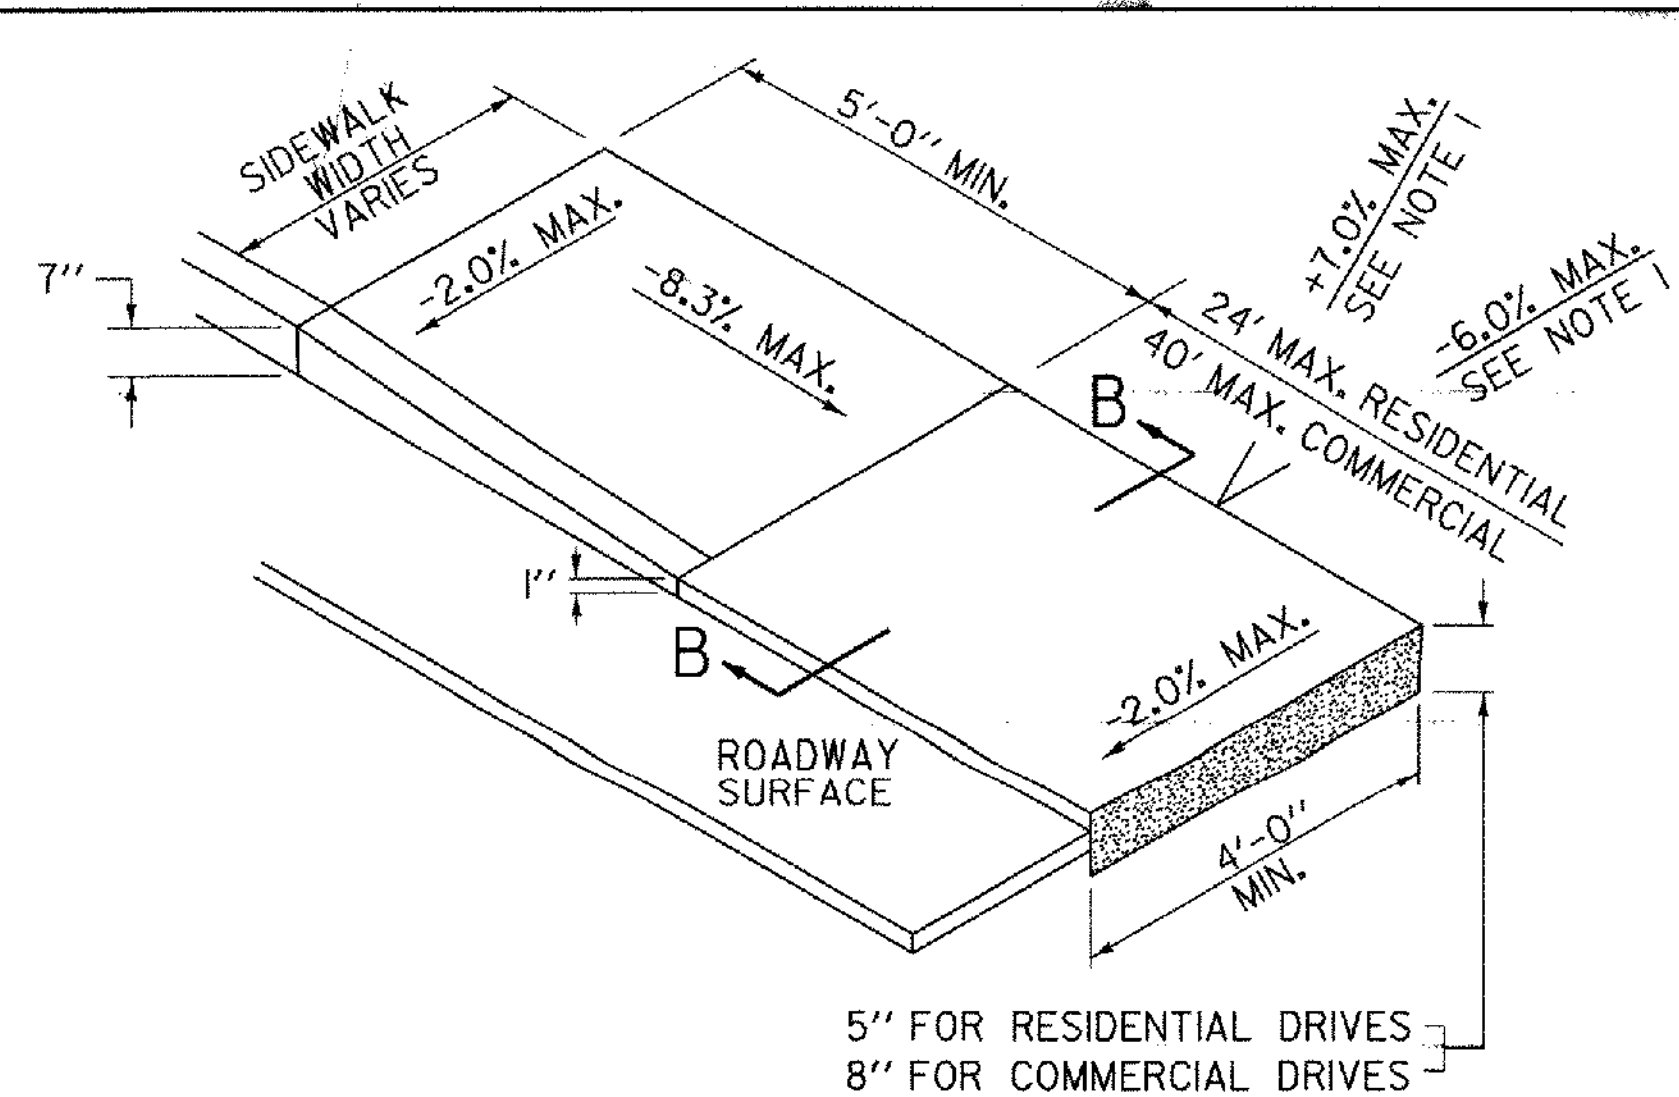 SIDEWALK
WIDTH
VARIES
5'-0" MIN.
+7.0% MAX.
SEE NOTE 1
-6.0% MAX.
SEE NOTE 1
7"
-2.0% MAX.
-8.3% MAX.
24' MAX. RESIDENTIAL
40' MAX. COMMERCIAL
B
1"
B
-2.0% MAX.
ROADWAY
SURFACE
4'-0"
MIN.
5" FOR RESIDENTIAL DRIVES
8" FOR COMMERCIAL DRIVES